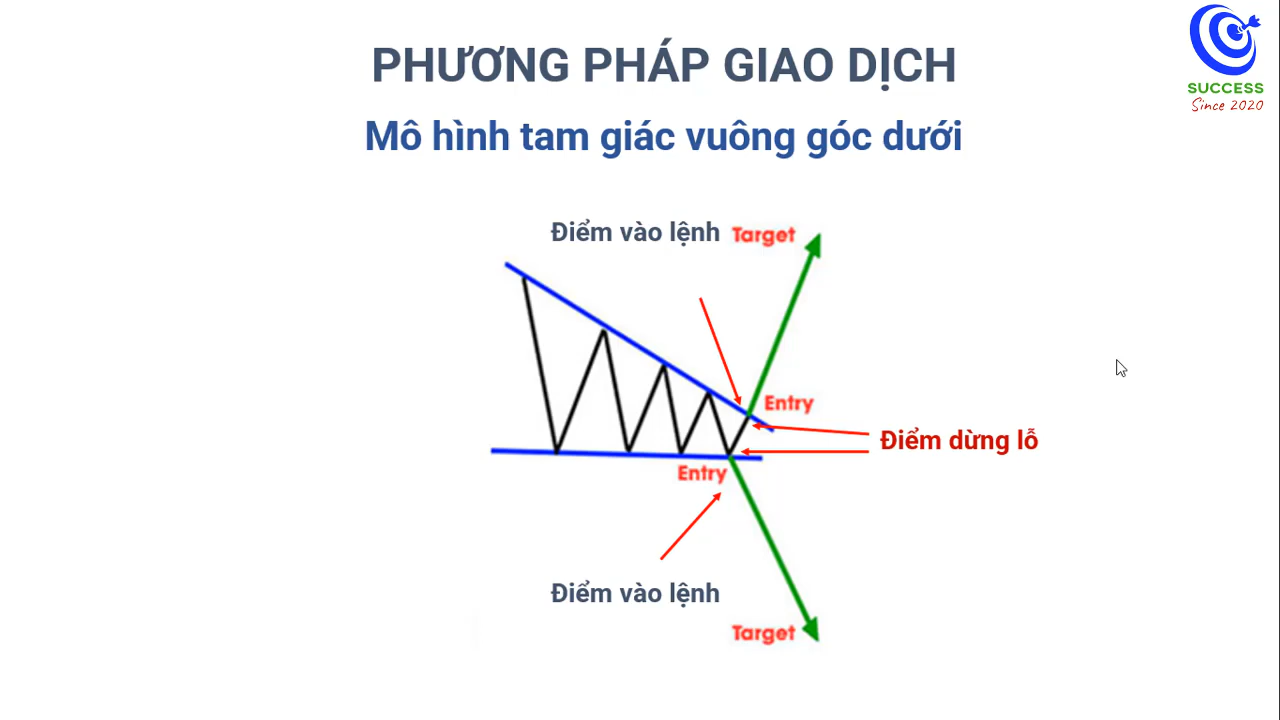 PHƯƠNG PHÁP GIAO DỊCH
SUCCESS
Since 2020
Mô hình tam giác vuông góc dưới
Điểm vào lệnh
Target
Entry
Điểm dừng lỗ
Entry
Điểm vào lệnh
Target